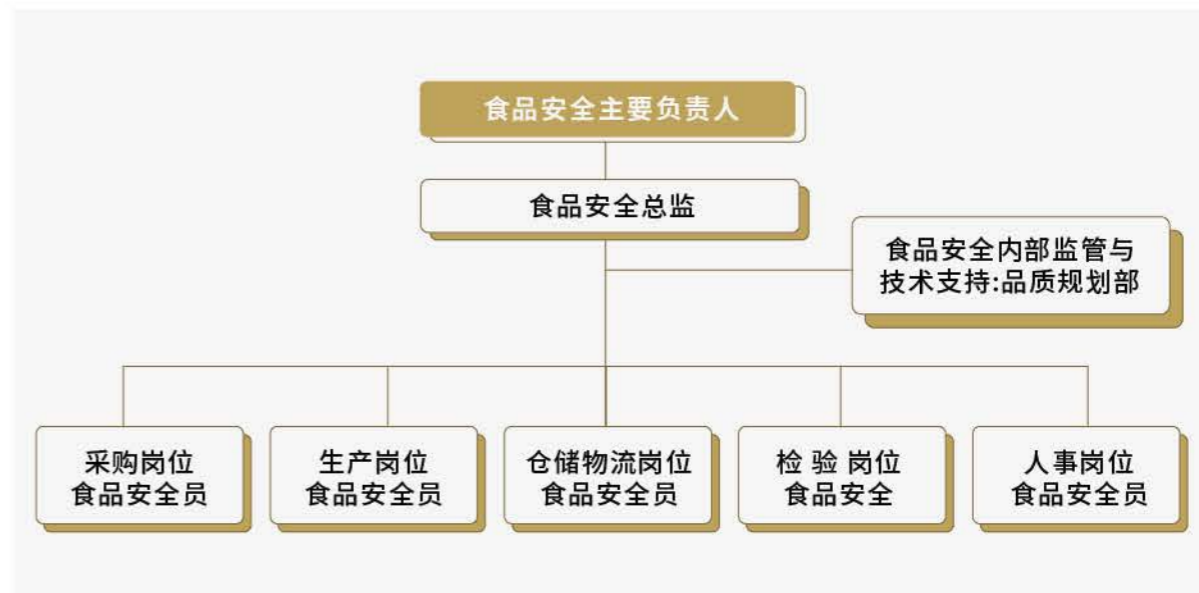 食品安全主要负责人
食品安全总监
食品安全内部监管与
技术支持:品质规划部
采购岗位
食品安全员
生产岗位
食品安全员
仓储物流岗位
食品安全员
检 验 岗位
食品安全
人事岗位
食品安全员